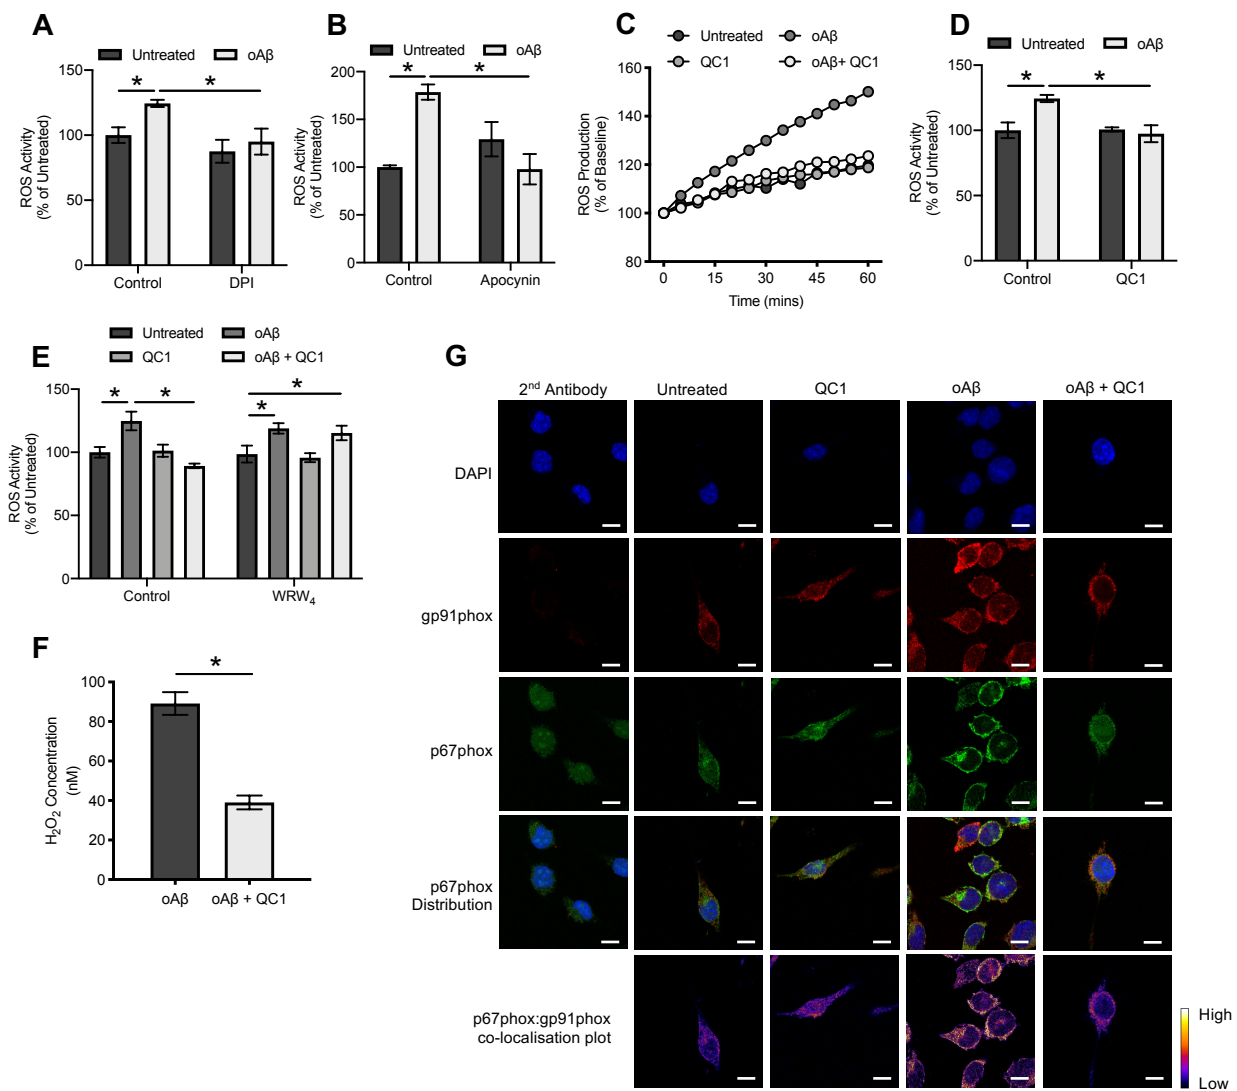 A
Untreated oAβ
ROS Activity
(% of Untreated)
150
100
50
0
* *
Control DPI
B
Untreated oAβ
ROS Activity
(% of Untreated)
200
150
100
50
0
* *
Control Apocynin
C
Untreated oAβ
QC1 oAβ+ QC1
ROS Production
(% of Baseline)
160
140
120
100
80
0 15 30 45 60
Time (mins)
D
Untreated oAβ
ROS Activity
(% of Untreated)
150
100
50
0
* *
Control QC1
E
Untreated oAβ
QC1 oAβ + QC1
ROS Activity
(% of Untreated)
150
100
50
0
* * * *
Control WRW₄
F
H₂O₂ Concentration
(nM)
100
80
60
40
20
0
*
oAβ oAβ + QC1
G
2ⁿᵈ Antibody Untreated QC1 oAβ oAβ + QC1
DAPI
gp91phox
p67phox
p67phox
Distribution
p67phox:gp91phox
co-localisation plot
High
Low